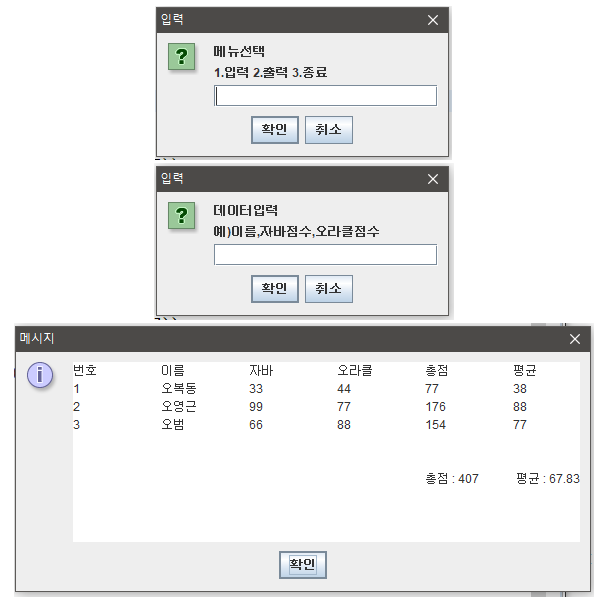 입력
메뉴선택
1.입력 2.출력 3.종료
확인 취소
입력
데이터입력
예)이름,자바점수,오라클점수
확인 취소
메시지
번호 이름 자바 오라클 총점 평균
1 오복동 33 44 77 38
2 오영근 99 77 176 88
3 오범 66 88 154 77
총점 : 407 평균 : 67.83
확인